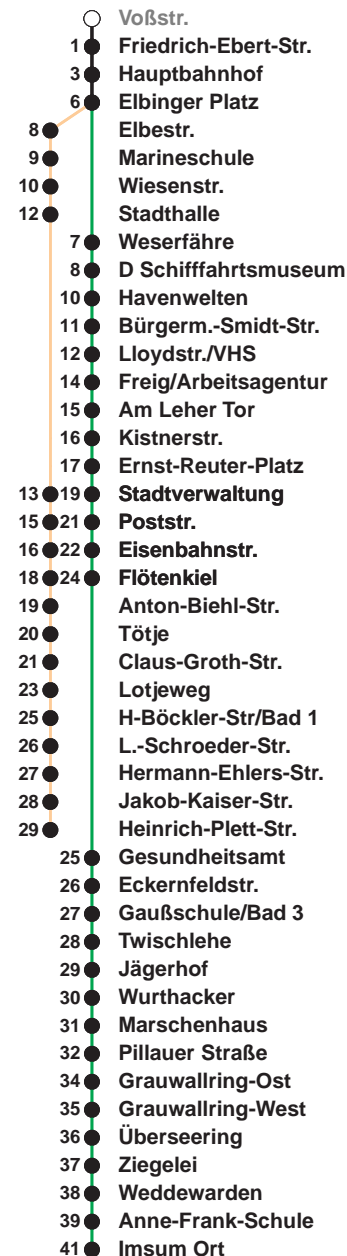 Voßstr.
1 Friedrich-Ebert-Str.
3 Hauptbahnhof
6 Elbinger Platz
8 Elbestr.
9 Marineschule
10 Wiesenstr.
12 Stadthalle
7 Weserfähre
8 D Schifffahrtsmuseum
10 Havenwelten
11 Bürgerm.-Smidt-Str.
12 Lloydstr./VHS
14 Freig/Arbeitsagentur
15 Am Leher Tor
16 Kistnerstr.
17 Ernst-Reuter-Platz
13 19 Stadtverwaltung
15 21 Poststr.
16 22 Eisenbahnstr.
18 24 Flötenkiel
19 Anton-Biehl-Str.
20 Tötje
21 Claus-Groth-Str.
23 Lotjeweg
25 H-Böckler-Str/Bad 1
26 L.-Schroeder-Str.
27 Hermann-Ehlers-Str.
28 Jakob-Kaiser-Str.
29 Heinrich-Plett-Str.
25 Gesundheitsamt
26 Eckernfeldstr.
27 Gaußschule/Bad 3
28 Twischlehe
29 Jägerhof
30 Wurthacker
31 Marschenhaus
32 Pillauer Straße
34 Grauwallring-Ost
35 Grauwallring-West
36 Überseering
37 Ziegelei
38 Weddewarden
39 Anne-Frank-Schule
41 Imsum Ort